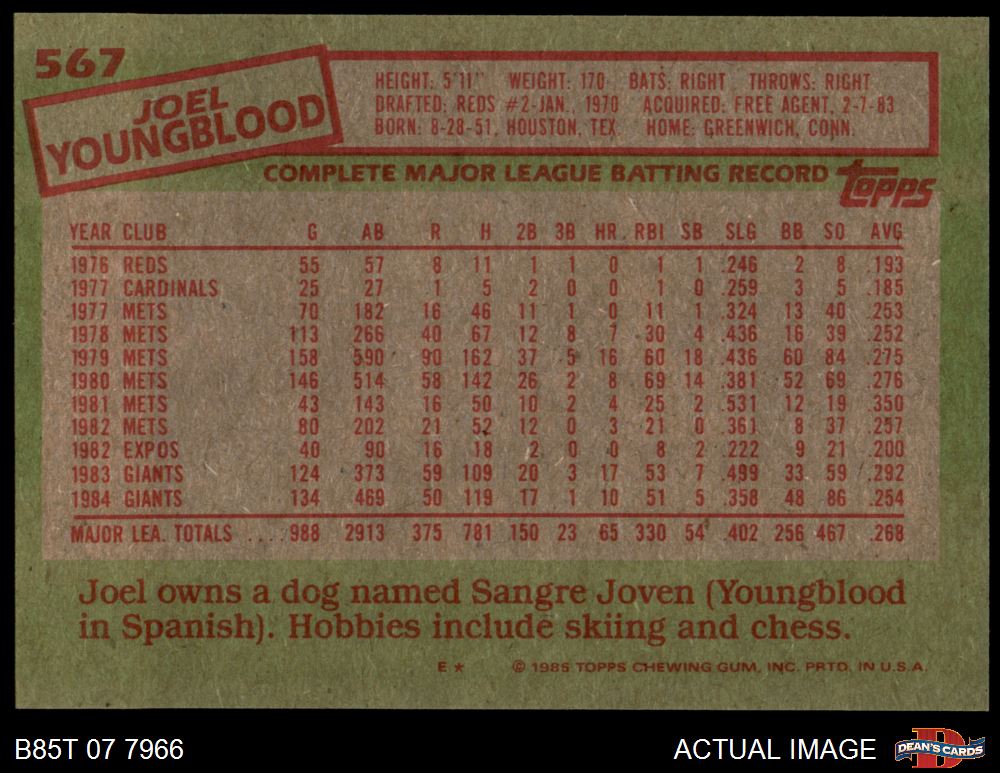 567
JOEL
YOUNGBLOOD
HEIGHT: 5'11" WEIGHT: 170 BATS: RIGHT THROWS: RIGHT
DRAFTED: REDS #2-JAN., 1970 ACQUIRED: FREE AGENT, 2-7-83
BORN: 8-28-51, HOUSTON, TEX. HOME: GREENWICH, CONN.
COMPLETE MAJOR LEAGUE BATTING RECORD topps
YEAR CLUB G AB R H 2B 3B HR. RBI SB SLG BB SO AVG
1976 REDS 55 57 8 11 1 1 0 1 1 .246 2 8 .193
1977 CARDINALS 25 27 1 5 2 0 0 1 0 .259 3 5 .185
1977 METS 70 182 16 46 11 1 0 11 1 .324 13 40 .253
1978 METS 113 266 40 67 12 8 7 30 4 .436 16 39 .252
1979 METS 158 590 90 162 37 5 16 60 18 .436 60 84 .275
1980 METS 146 514 58 142 26 2 8 69 14 .381 52 69 .276
1981 METS 43 143 16 50 10 2 4 25 2 .531 12 19 .350
1982 METS 80 202 21 52 12 0 3 21 0 .361 8 37 .257
1982 EXPOS 40 90 16 18 2 0 0 8 2 .222 9 21 .200
1983 GIANTS 124 373 59 109 20 3 17 53 7 .499 33 59 .292
1984 GIANTS 134 469 50 119 17 1 10 51 5 .358 48 86 .254
MAJOR LEA. TOTALS .... 988 2913 375 781 150 23 65 330 54 .402 256 467 .268
Joel owns a dog named Sangre Joven (Youngblood
in Spanish). Hobbies include skiing and chess.
E * © 1985 TOPPS CHEWING GUM, INC. PRTD. IN U.S.A.
B85T 07 7966 ACTUAL IMAGE DEAN'S CARDS